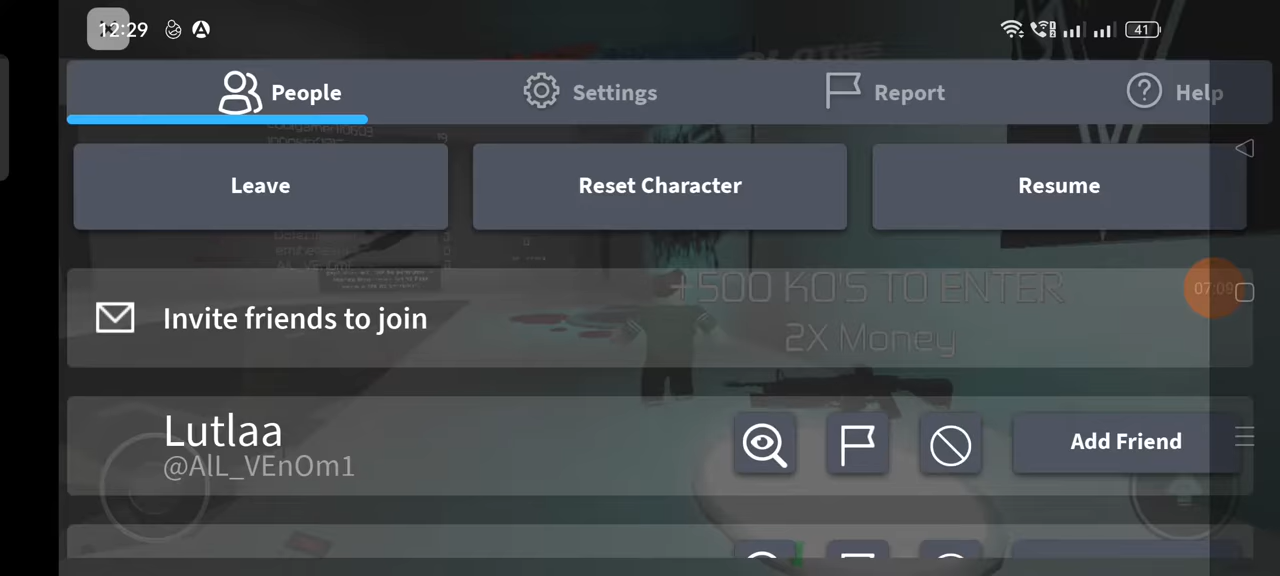 12:29
41
People
Settings
Report
Help
Leave
Reset Character
Resume
+500 KO'S TO ENTER
2X Money
07:09
Invite friends to join
Lutlaa
@AlL_VEnOm1
Add Friend